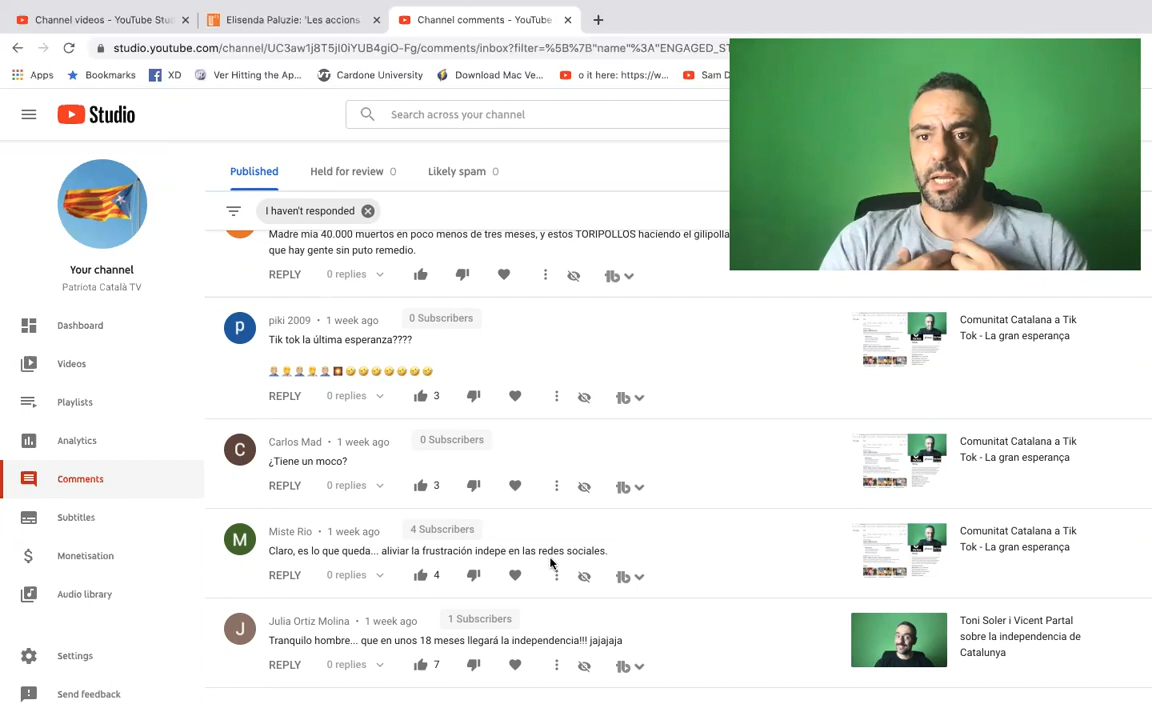 Channel videos - YouTube Stu
Elisenda Paluzie: 'Les accions
Channel comments - YouTube
studio.youtube.com/channel/UC3aw1j8T5jI0iYUB4giO-Fg/comments/inbox?filter=%5B%7B"name"%3A"ENGAGED_ST
Apps
Bookmarks
XD
Ver Hitting the Ap...
Cardone University
Download Mac Ve...
o it here: https://w...
Sam D
Studio
Search across your channel
Your channel
Patriota Català TV
Dashboard
Videos
Playlists
Analytics
Comments
Subtitles
Monetisation
Audio library
Settings
Send feedback
Published
Held for review 0
Likely spam 0
I haven't responded
Madre mia 40.000 muertos en poco menos de tres meses, y estos TORIPOLLOS haciendo el gilipolla
que hay gente sin puto remedio.
REPLY 0 replies
piki 2009 • 1 week ago 0 Subscribers
Tik tok la última esperanza????
🤦🏼🤦🤦🏼🤦🤦🏼🎇🤣🤣🤣🤣🤣🤣🤣
REPLY 0 replies 3
Comunitat Catalana a Tik
Tok - La gran esperança
Carlos Mad • 1 week ago 0 Subscribers
¿Tiene un moco?
REPLY 0 replies 3
Comunitat Catalana a Tik
Tok - La gran esperança
Miste Rio • 1 week ago 4 Subscribers
Claro, es lo que queda... aliviar la frustración indepe en las redes sociales.
REPLY 0 replies 4
Comunitat Catalana a Tik
Tok - La gran esperança
Julia Ortiz Molina • 1 week ago 1 Subscribers
Tranquilo hombre... que en unos 18 meses llegará la independencia!!! jajajaja
REPLY 0 replies 7
Toni Soler i Vicent Partal
sobre la independencia de
Catalunya